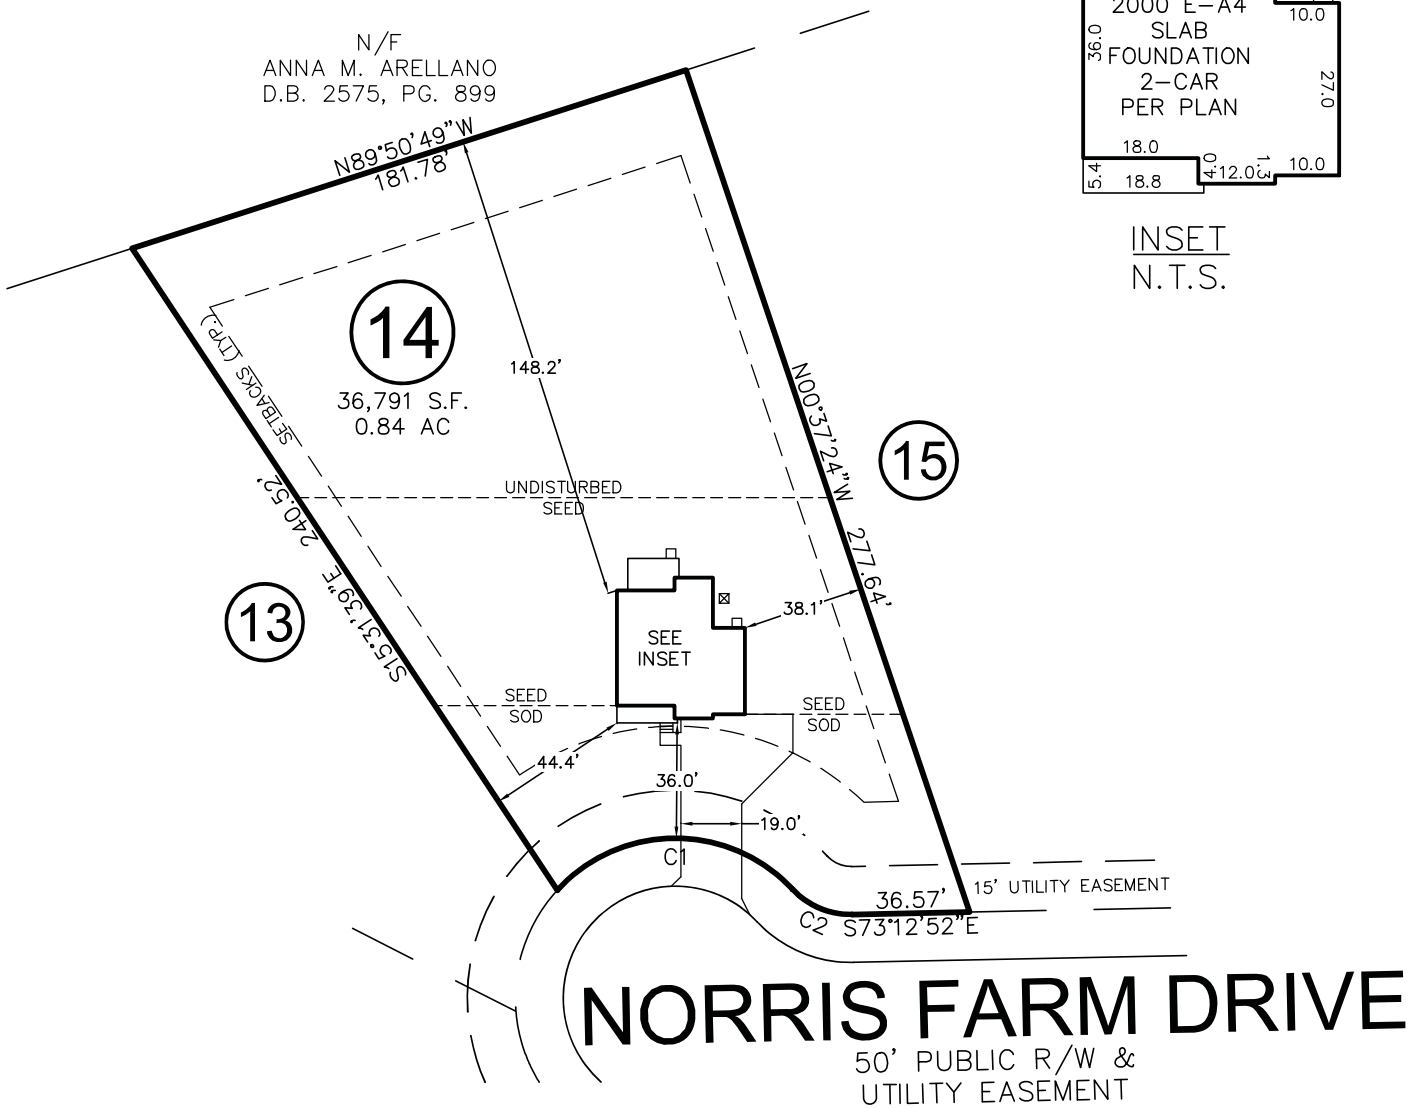 N/F
ANNA M. ARELLANO
D.B. 2575, PG. 899
N89°50'49"W
181.78'
2000 E-A4
SLAB
FOUNDATION
2-CAR
PER PLAN
36.0
10.0
27.0
18.0
5.4
18.8
4.0
12.0
1.3
10.0
INSET
N.T.S.
14
36,791 S.F.
0.84 AC
SETBACKS (TYP.)
148.2'
N00°37'24"W
277.64'
15
UNDISTURBED
SEED
240.52'
S15°31'39"E
13
38.1'
SEE
INSET
SEED
SOD
SEED
SOD
44.4'
36.0'
19.0'
C1
C2
36.57'
S73°12'52"E
15' UTILITY EASEMENT
NORRIS FARM DRIVE
50' PUBLIC R/W &
UTILITY EASEMENT